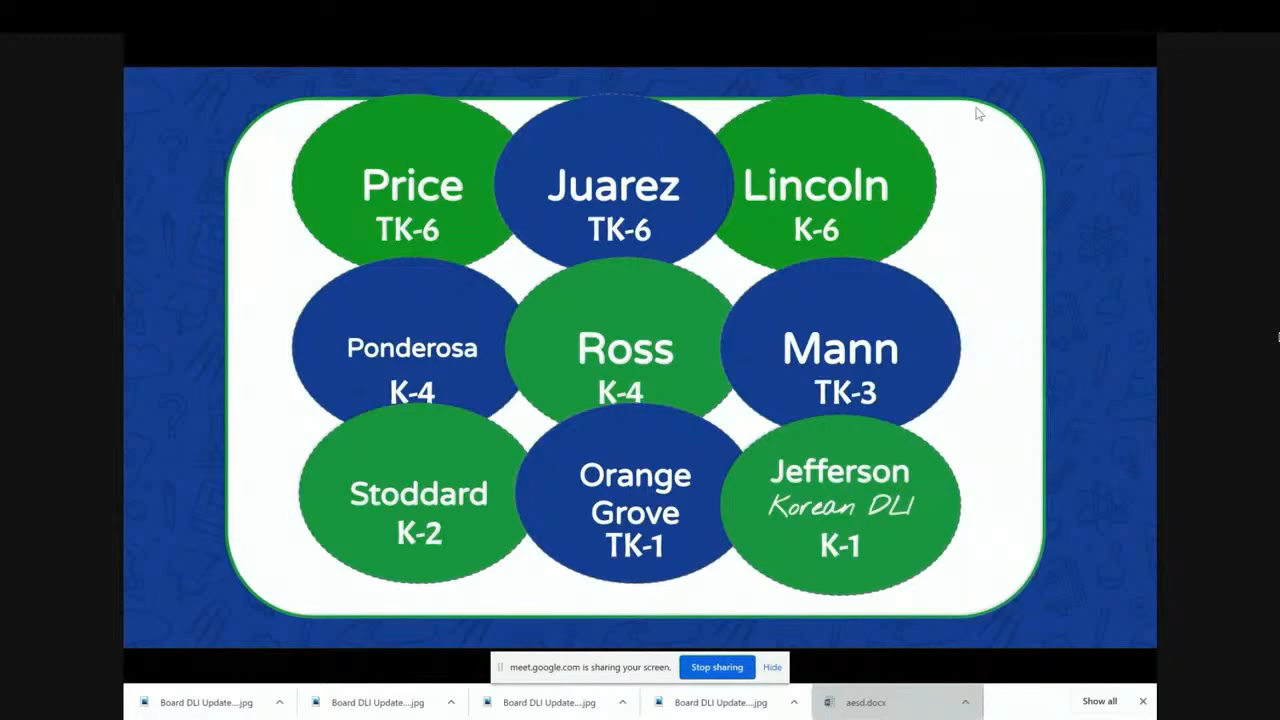 Price
TK-6
Juarez
TK-6
Lincoln
K-6
Ponderosa
K-4
Ross
K-4
Mann
TK-3
Stoddard
K-2
Orange
Grove
TK-1
Jefferson
Korean DLI
K-1
meet.google.com is sharing your screen.
Stop sharing
Hide
Board DLI Update....jpg
Board DLI Update....jpg
Board DLI Update....jpg
Board DLI Update....jpg
aesd.docx
Show all